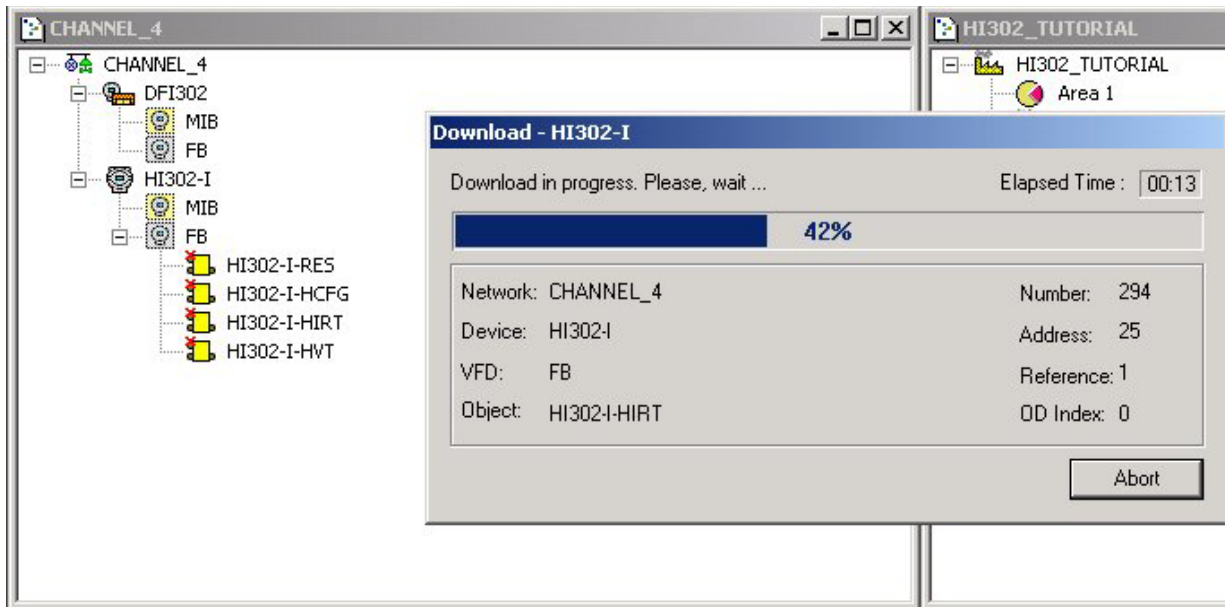 CHANNEL_4
CHANNEL_4
DFI302
MIB
FB
HI302-I
MIB
FB
HI302-I-RES
HI302-I-HCFG
HI302-I-HIRT
HI302-I-HVT
HI302_TUTORIAL
HI302_TUTORIAL
Area 1
Download - HI302-I
Download in progress. Please, wait ...
Elapsed Time : 00:13
42%
Network: CHANNEL_4
Number: 294
Device: HI302-I
Address: 25
VFD: FB
Reference: 1
Object: HI302-I-HIRT
OD Index: 0
Abort